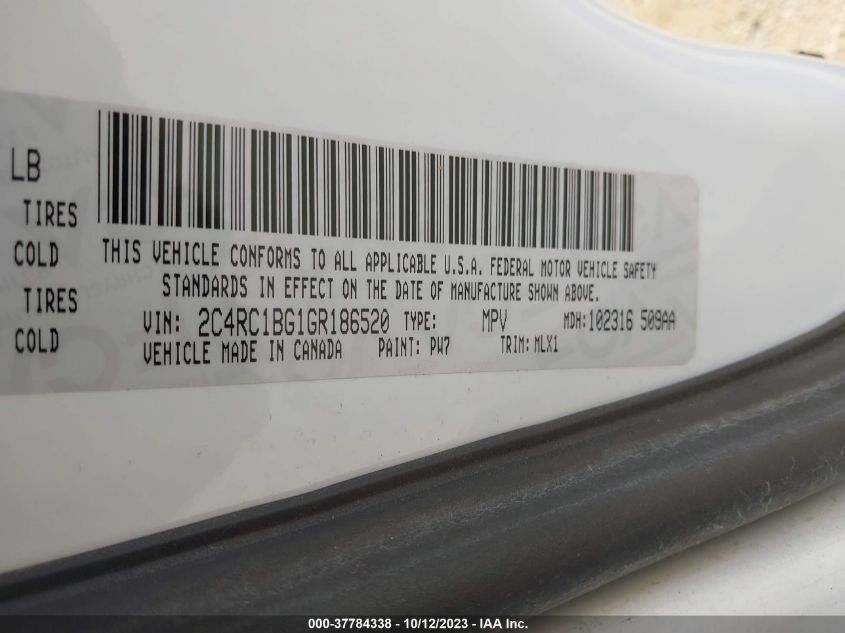 LB
TIRES
COLD
TIRES
COLD
THIS VEHICLE CONFORMS TO ALL APPLICABLE U.S.A. FEDERAL MOTOR VEHICLE SAFETY
STANDARDS IN EFFECT ON THE DATE OF MANUFACTURE SHOWN ABOVE.
VIN: 2C4RC1BG1GR186520 TYPE: MPV MDH: 102316 509AA
VEHICLE MADE IN CANADA PAINT: PW7 TRIM: MLX1
000-37784338 - 10/12/2023 - IAA Inc.